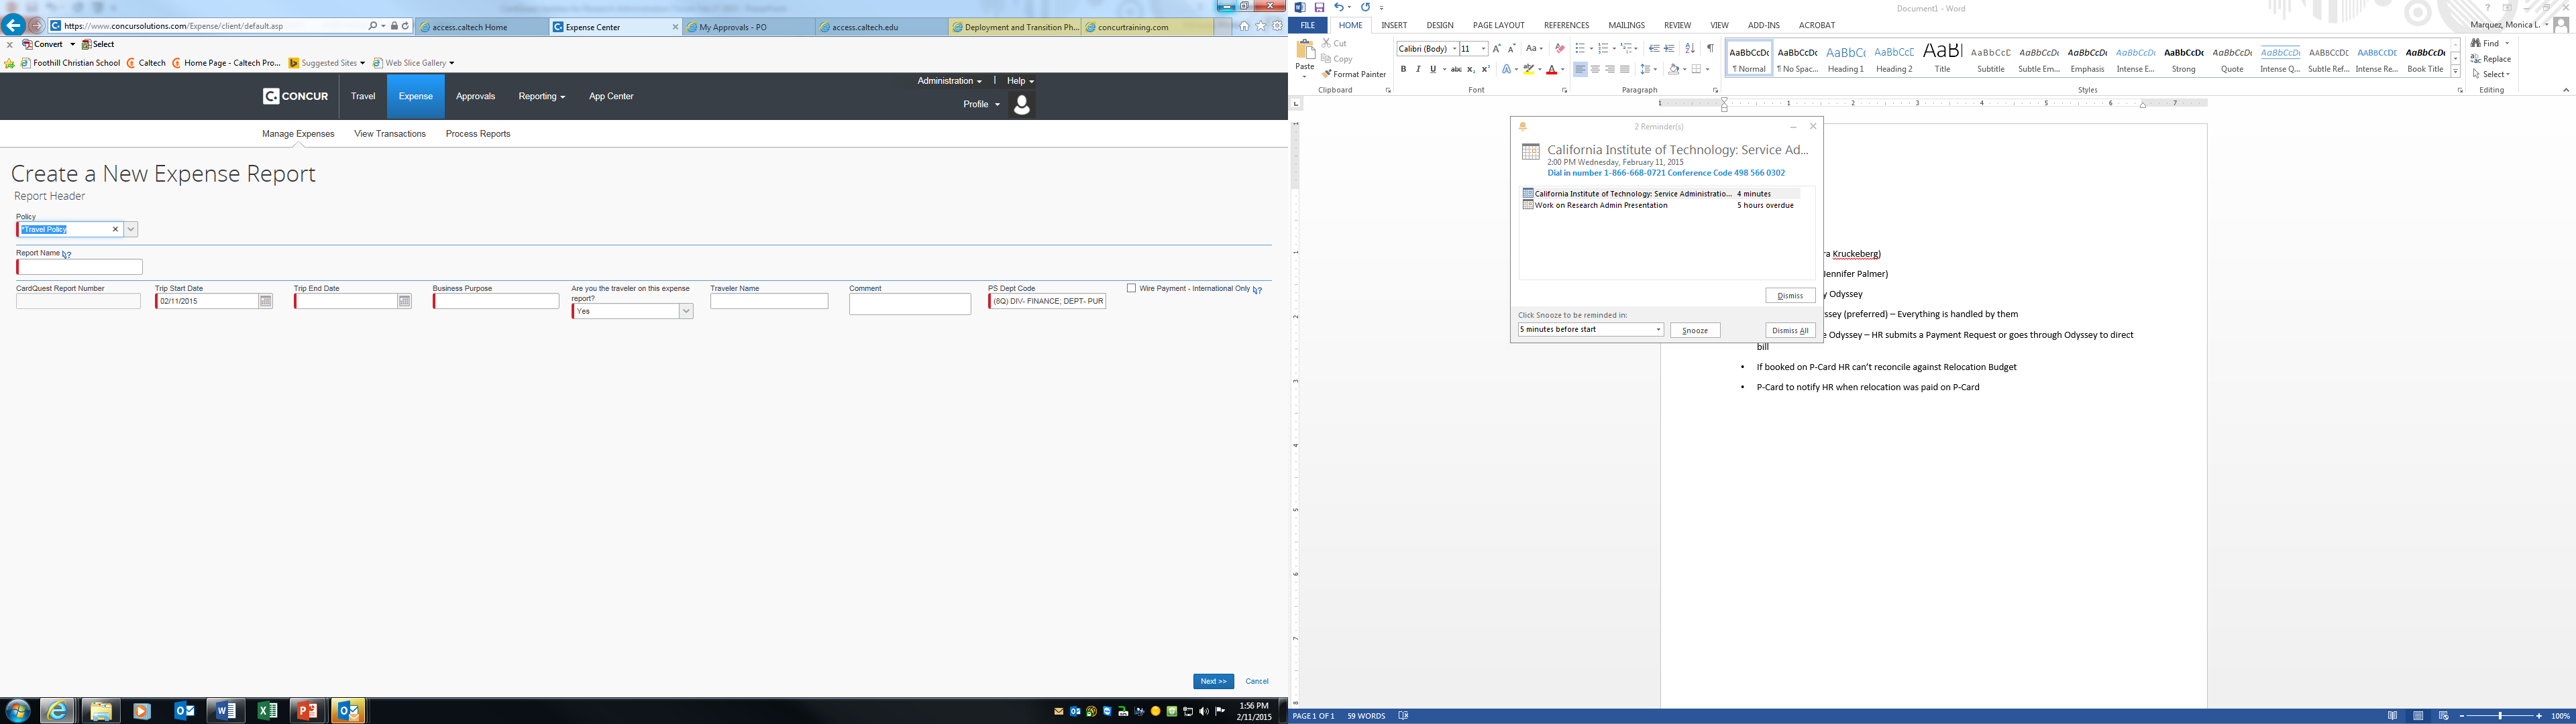 https://www.concursolutions.com/Expense/client/default.asp
access.caltech Home
Expense Center
My Approvals - PO
access.caltech.edu
Deployment and Transition Ph...
concurtraining.com
Convert
Select
Foothill Christian School
Caltech
Home Page - Caltech Pro...
Suggested Sites
Web Slice Gallery
Administration | Help
CONCUR
Travel
Expense
Approvals
Reporting
App Center
Profile
Manage Expenses
View Transactions
Process Reports
Create a New Expense Report
Report Header
Policy
*Travel Policy
Report Name
CardQuest Report Number
Trip Start Date
02/11/2015
Trip End Date
Business Purpose
Are you the traveler on this expense
report?
Yes
Traveler Name
Comment
PS Dept Code
(8Q) DIV- FINANCE; DEPT- PUR
Wire Payment - International Only
Next >>
Cancel
1:56 PM
2/11/2015
Document1 - Word
Marquez, Monica L.
FILE
HOME
INSERT
DESIGN
PAGE LAYOUT
REFERENCES
MAILINGS
REVIEW
VIEW
ADD-INS
ACROBAT
Paste
Cut
Copy
Format Painter
Clipboard
Calibri (Body)
11
Font
Paragraph
AaBbCcDc
¶ Normal
AaBbCcDc
¶ No Spac...
AaBbCc
Heading 1
AaBbCcD
Heading 2
AaBl
Title
AaBbCcD
Subtitle
AaBbCcDc
Subtle Em...
AaBbCcDc
Emphasis
AaBbCcDc
Intense E...
AaBbCcDc
Strong
AaBbCcDc
Quote
AaBbCcDc
Intense Q...
AaBbCcDc
Subtle Ref...
AaBbCcDc
Intense Re...
AaBbCcDc
Book Title
Styles
Find
Replace
Select
Editing
2 Reminder(s)
California Institute of Technology: Service Ad...
2:00 PM Wednesday, February 11, 2015
Dial in number 1-866-668-0721 Conference Code 498 566 0302
California Institute of Technology: Service Administratio... 4 minutes
Work on Research Admin Presentation 5 hours overdue
Dismiss
Click Snooze to be reminded in:
5 minutes before start
Snooze
Dismiss All
ra Kruckeberg)
Jennifer Palmer)
y Odyssey
ssey (preferred) – Everything is handled by them
e Odyssey – HR submits a Payment Request or goes through Odyssey to direct
bill
• If booked on P-Card HR can't reconcile against Relocation Budget
• P-Card to notify HR when relocation was paid on P-Card
PAGE 1 OF 1
59 WORDS
100%